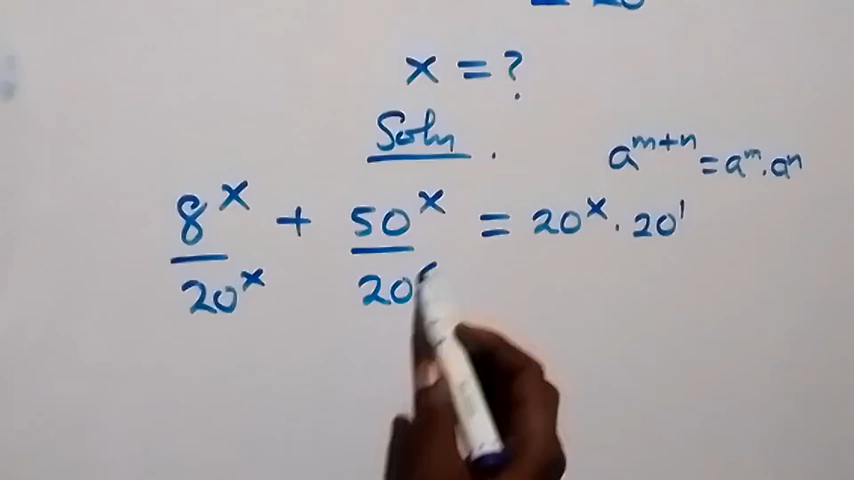 x = ?
Soln.
a^{m+n} = a^m . a^n
8^x + 50^x = 20^x . 20^1
20^x 20